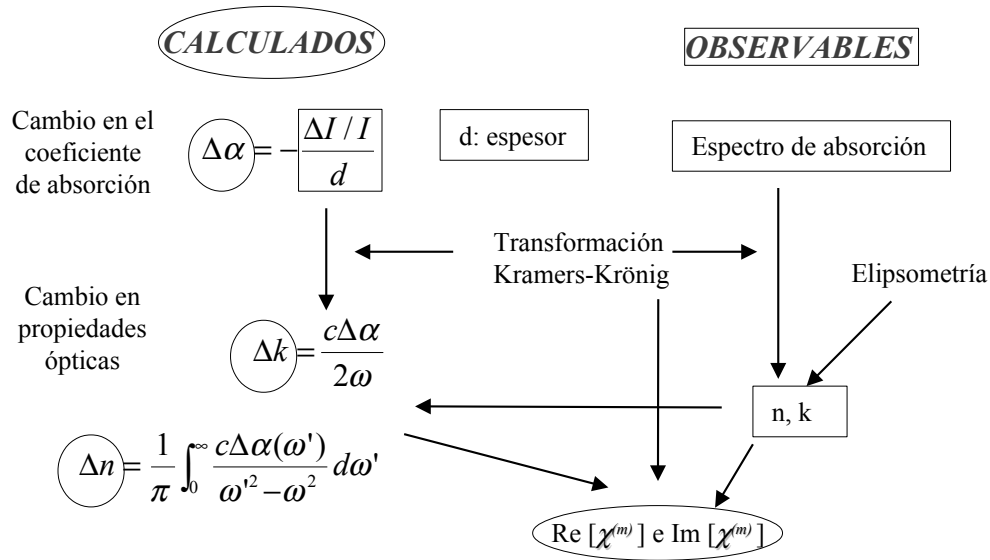 CALCULADOS
OBSERVABLES
Cambio en el
coeficiente
de absorción
Δα = − (ΔI / I) / d
d: espesor
Espectro de absorción
Transformación
Kramers-Krönig
Elipsometría
Cambio en
propiedades
ópticas
Δk = cΔα / 2ω
n, k
Δn = 1/π ∫₀^∞ cΔα(ω') / (ω'² − ω²) dω'
Re [χ⁽ᵐ⁾] e Im [χ⁽ᵐ⁾]